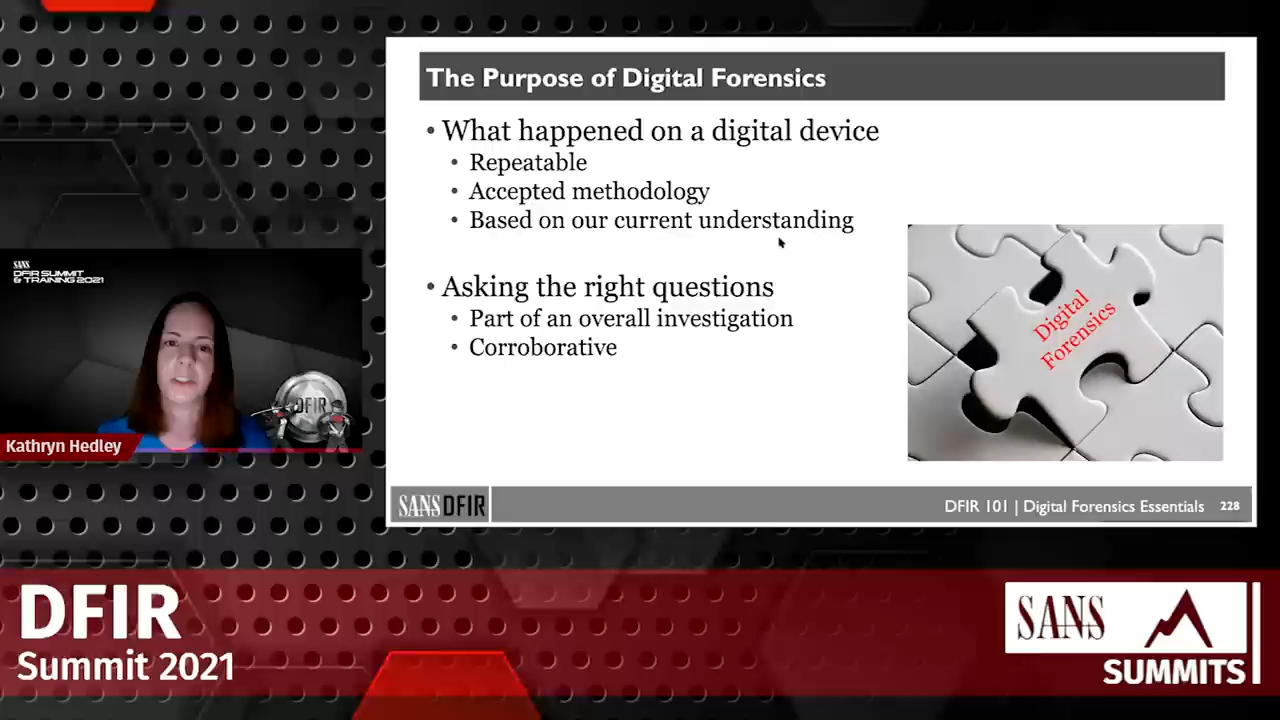 The Purpose of Digital Forensics
• What happened on a digital device
• Repeatable
• Accepted methodology
• Based on our current understanding
• Asking the right questions
• Part of an overall investigation
• Corroborative
Digital
Forensics
SANS DFIR
DFIR 101 | Digital Forensics Essentials 228
SANS
DFIR SUMMIT
& TRAINING 2021
DFIR
Kathryn Hedley
DFIR
Summit 2021
SANS
SUMMITS